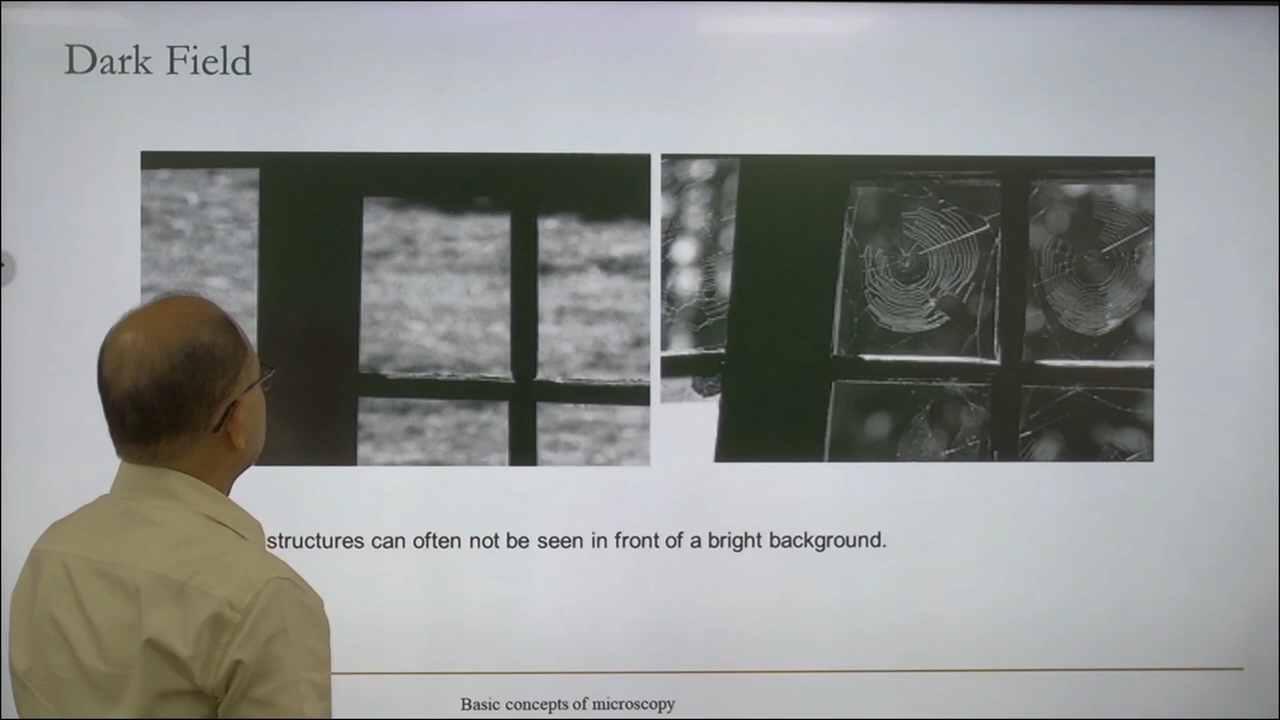 Dark Field
structures can often not be seen in front of a bright background.
Basic concepts of microscopy